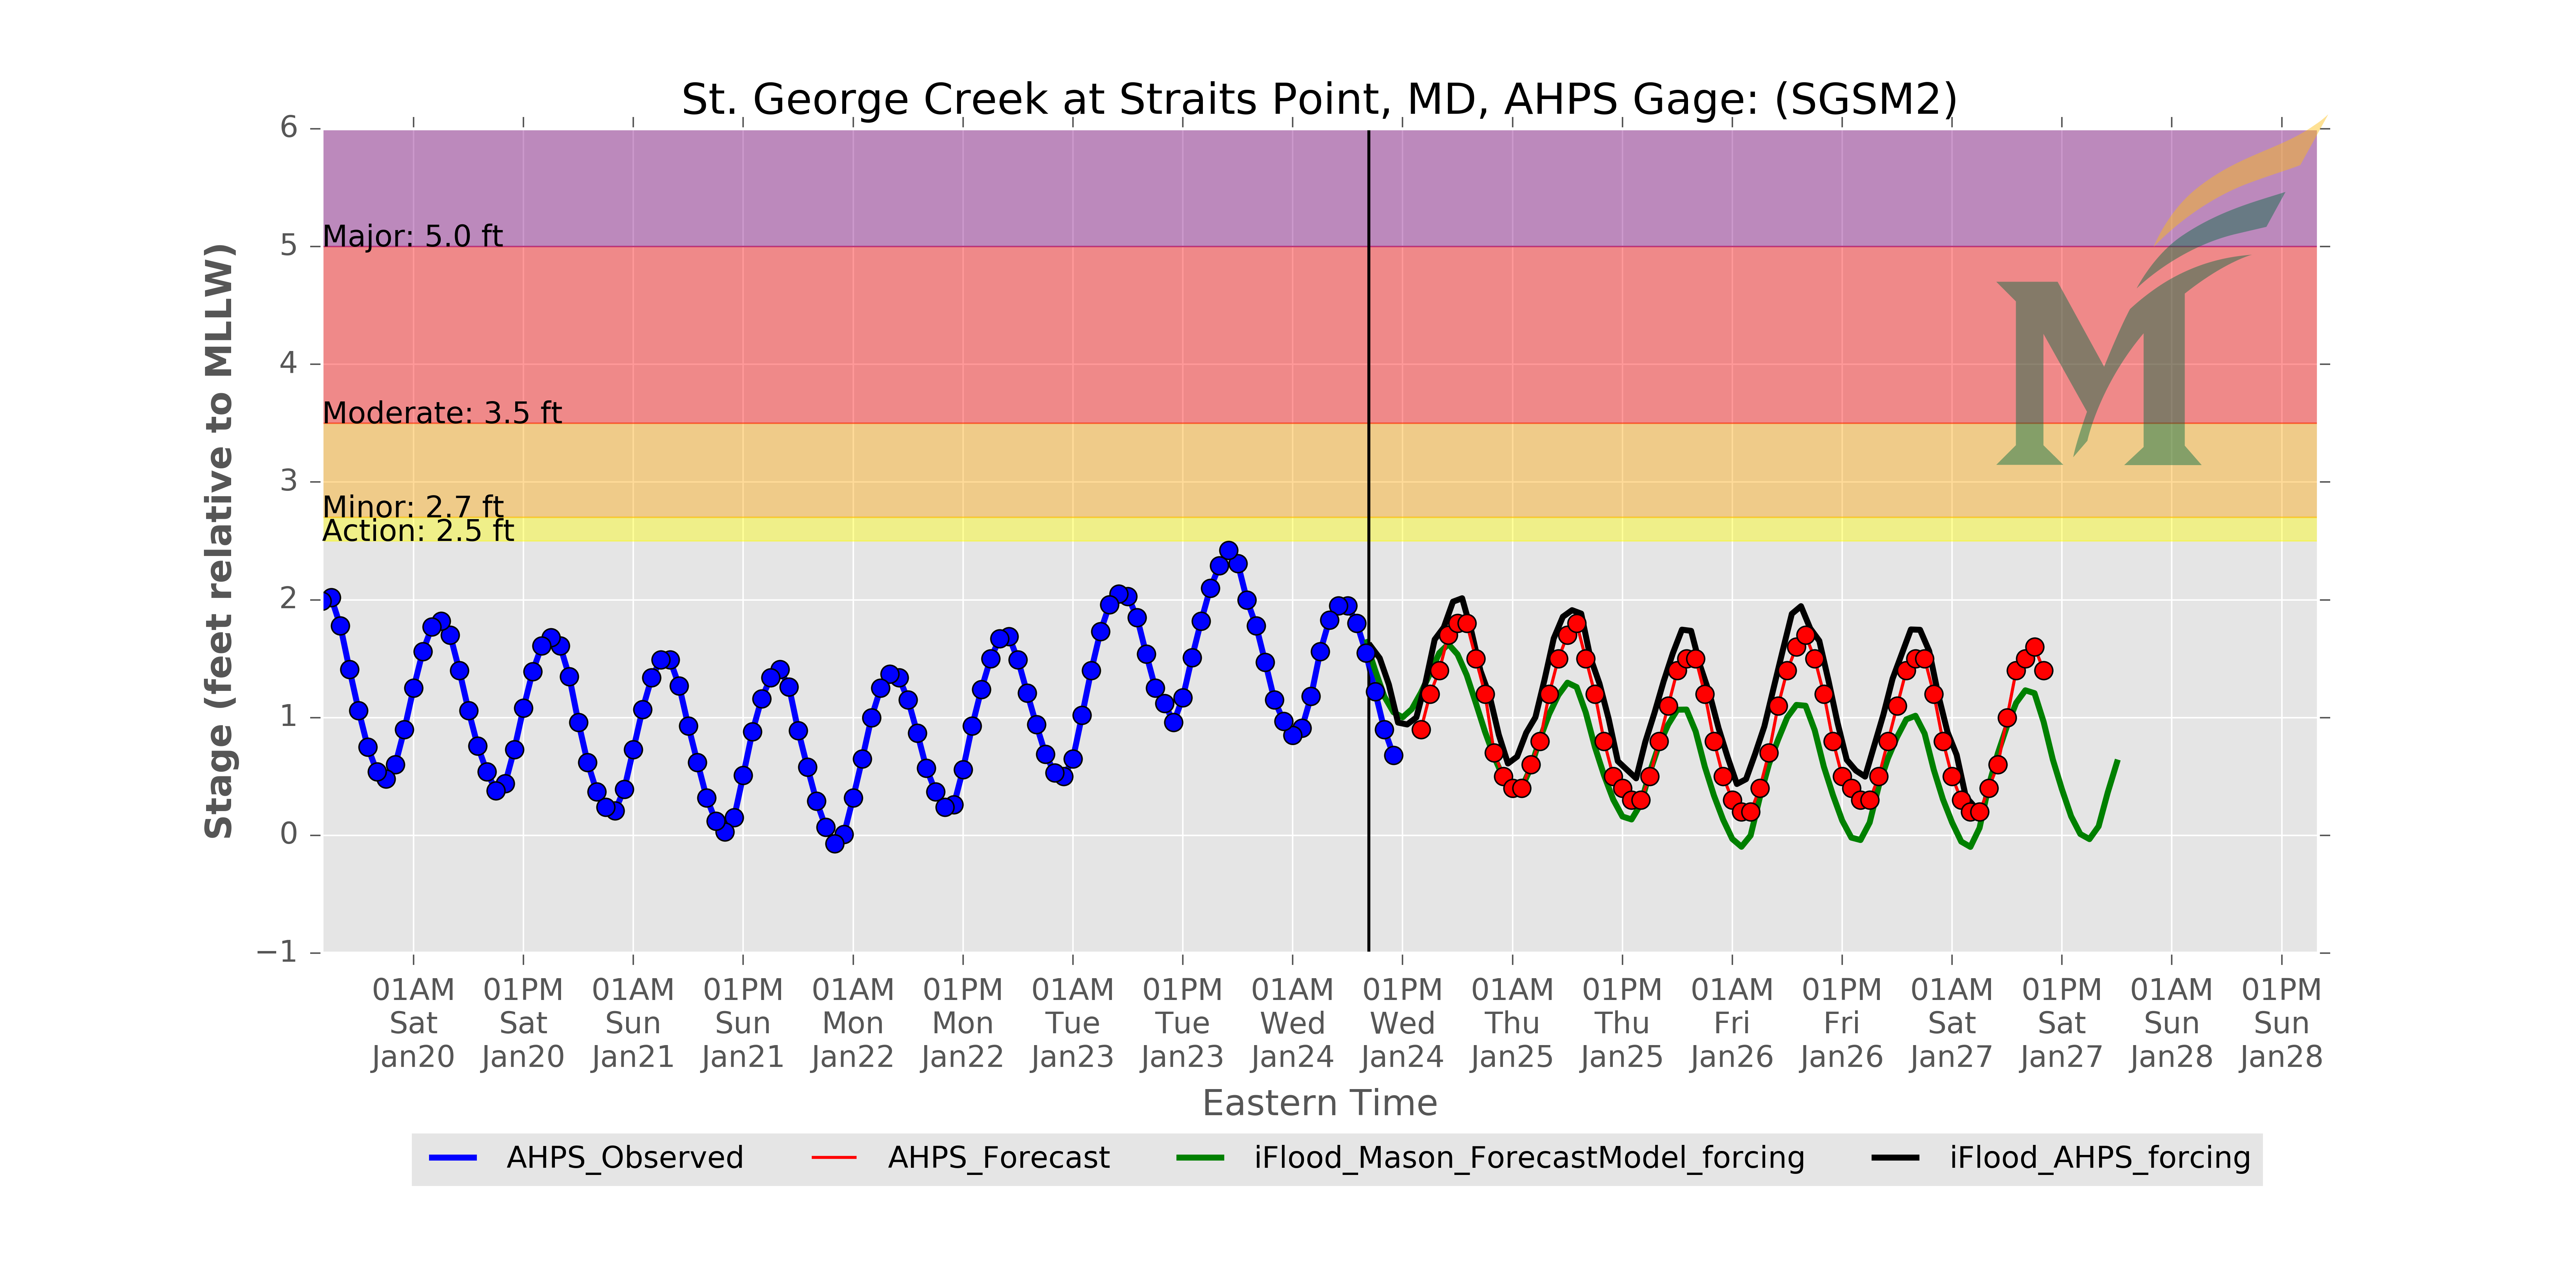 St. George Creek at Straits Point, MD, AHPS Gage: (SGSM2)
Stage (feet relative to MLLW)
6
5
4
3
2
1
0
−1
Major: 5.0 ft
Moderate: 3.5 ft
Minor: 2.7 ft
Action: 2.5 ft
M
01AM 01PM 01AM 01PM 01AM 01PM 01AM 01PM 01AM 01PM 01AM 01PM 01AM 01PM 01AM 01PM 01AM 01PM
Sat Sat Sun Sun Mon Mon Tue Tue Wed Wed Thu Thu Fri Fri Sat Sat Sun Sun
Jan20 Jan20 Jan21 Jan21 Jan22 Jan22 Jan23 Jan23 Jan24 Jan24 Jan25 Jan25 Jan26 Jan26 Jan27 Jan27 Jan28 Jan28
Eastern Time
AHPS_Observed AHPS_Forecast iFlood_Mason_ForecastModel_forcing iFlood_AHPS_forcing